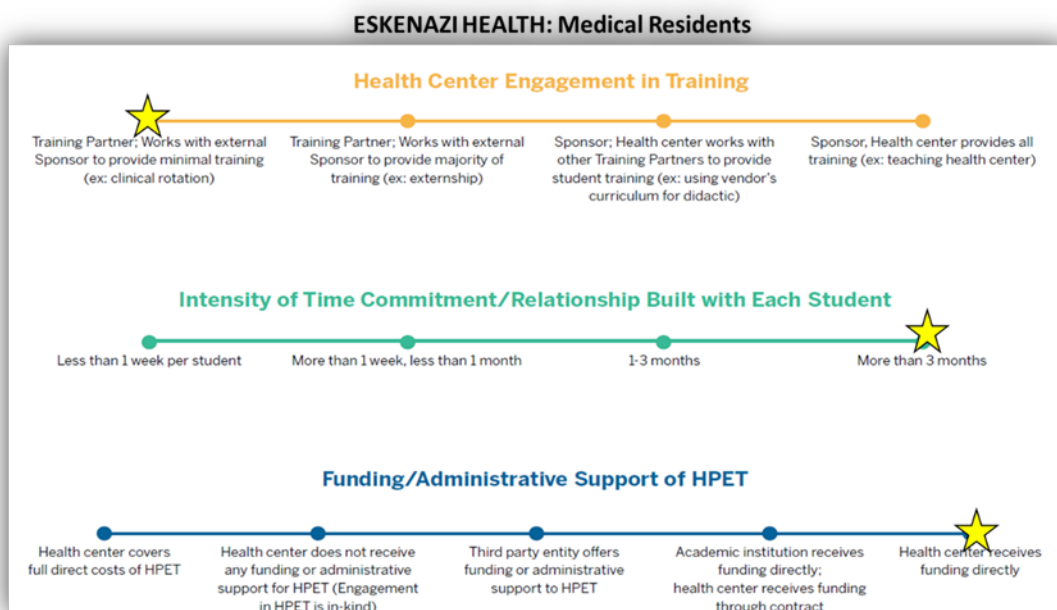 ESKENAZI HEALTH: Medical Residents
Health Center Engagement in Training
Training Partner; Works with external
Sponsor to provide minimal training
(ex: clinical rotation)
Training Partner; Works with external
Sponsor to provide majority of
training (ex: externship)
Sponsor; Health center works with
other Training Partners to provide
student training (ex: using vendor's
curriculum for didactic)
Sponsor, Health center provides all
training (ex: teaching health center)
Intensity of Time Commitment/Relationship Built with Each Student
Less than 1 week per student
More than 1 week, less than 1 month
1-3 months
More than 3 months
Funding/Administrative Support of HPET
Health center covers
full direct costs of HPET
Health center does not receive
any funding or administrative
support for HPET (Engagement
in HPET is in-kind)
Third party entity offers
funding or administrative
support to HPET
Academic institution receives
funding directly;
health center receives funding
through contract
Health center receives
funding directly